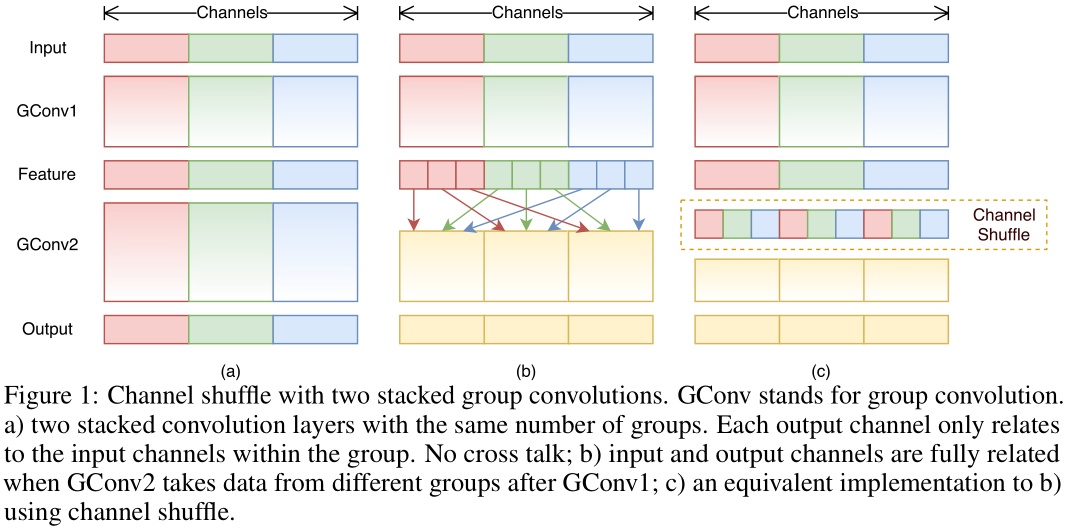 Channels Channels Channels
Input
GConv1
Feature
Channel
Shuffle
GConv2
Output
(a) (b) (c)
Figure 1: Channel shuffle with two stacked group convolutions. GConv stands for group convolution.
a) two stacked convolution layers with the same number of groups. Each output channel only relates
to the input channels within the group. No cross talk; b) input and output channels are fully related
when GConv2 takes data from different groups after GConv1; c) an equivalent implementation to b)
using channel shuffle.